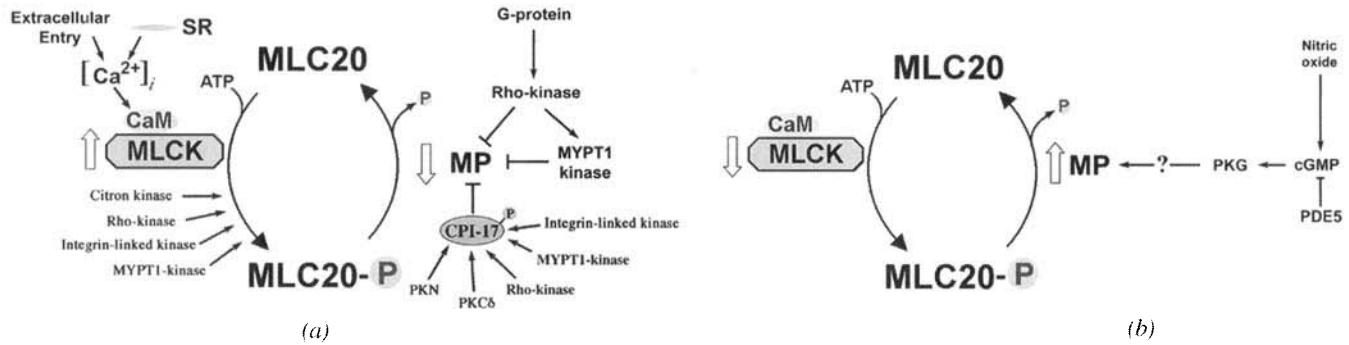 Extracellular
Entry
SR
[Ca2+]i
CaM
MLCK
ATP
MLC20
P
Citron kinase
Rho-kinase
Integrin-linked kinase
MYPT1-kinase
MLC20-P
G-protein
Rho-kinase
MP
MYPT1
kinase
P
CPI-17
Integrin-linked kinase
MYPT1-kinase
PKN
PKCδ
Rho-kinase
(a)
MLC20
ATP
P
CaM
MLCK
MLC20-P
MP
?
PKG
cGMP
Nitric
oxide
PDE5
(b)